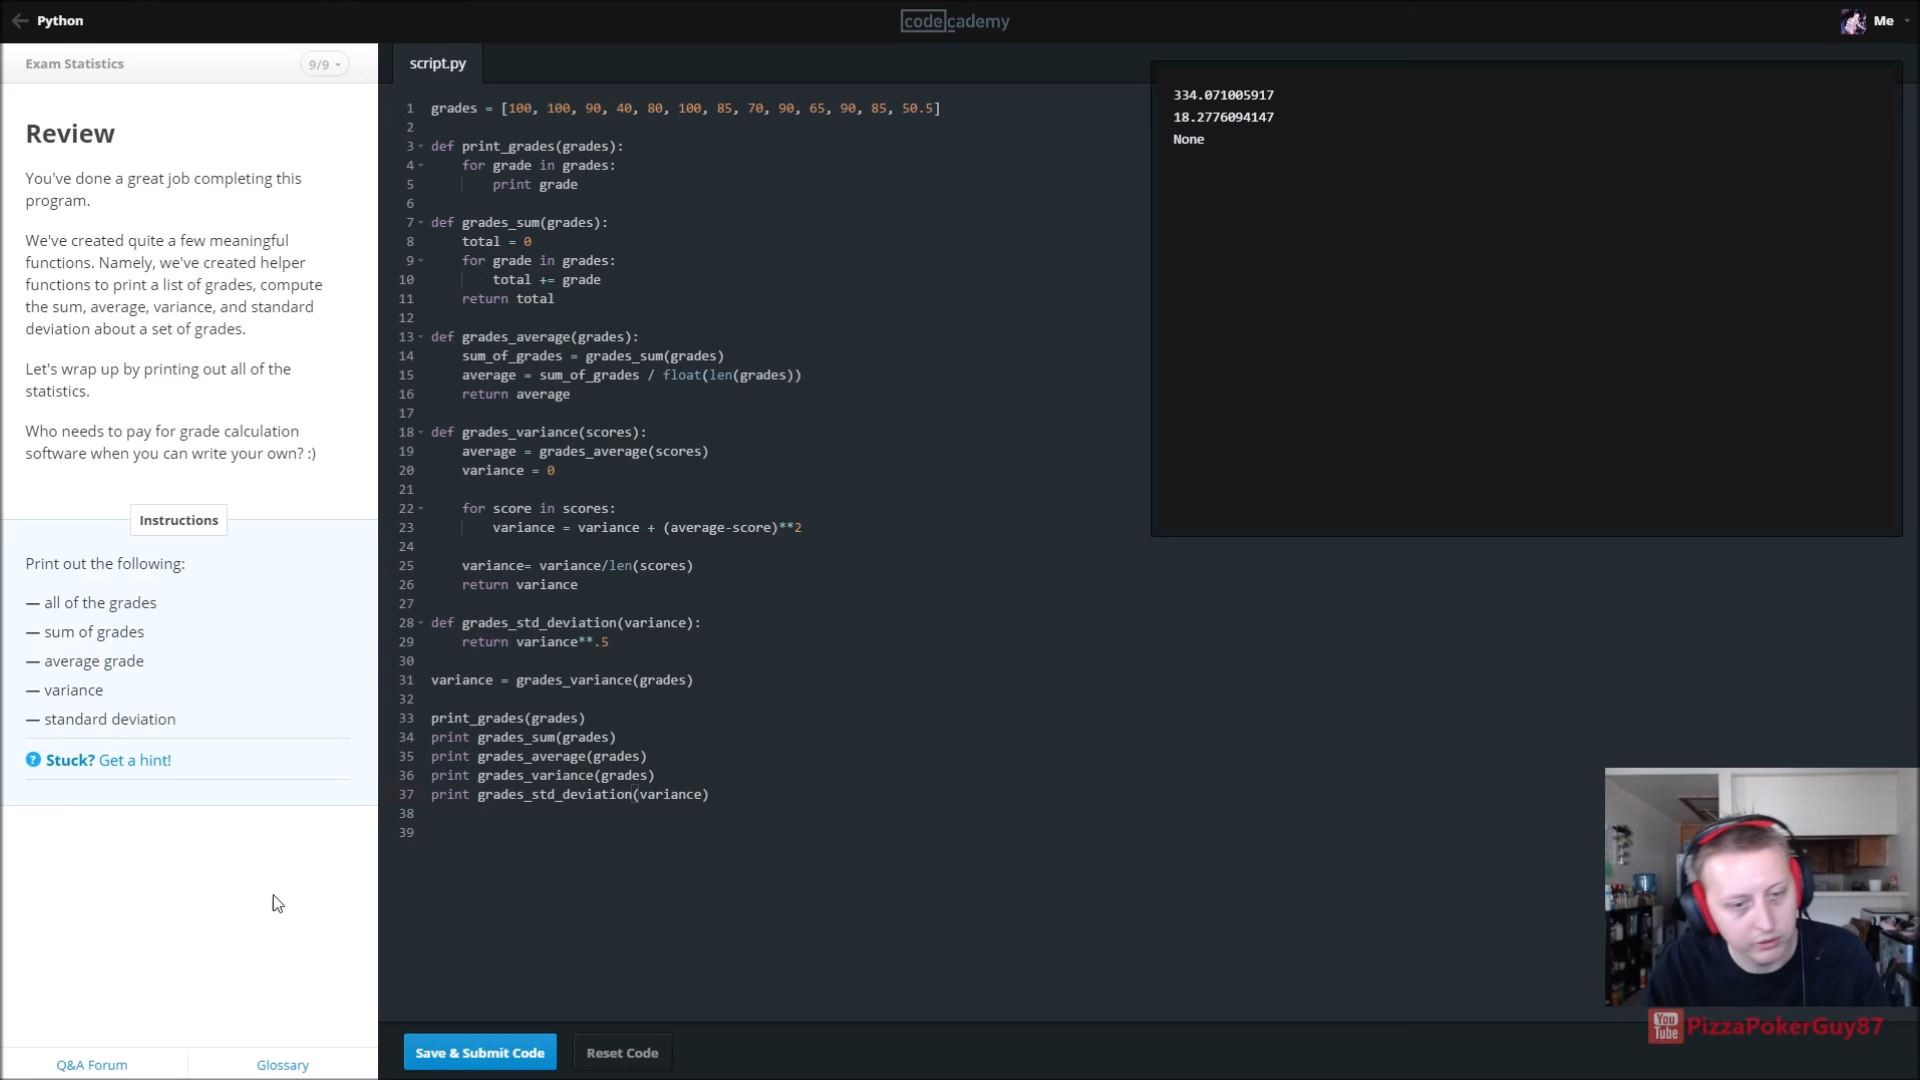 Python
codecademy
Me
Exam Statistics
9/9
Review
You've done a great job completing this
program.
We've created quite a few meaningful
functions. Namely, we've created helper
functions to print a list of grades, compute
the sum, average, variance, and standard
deviation about a set of grades.
Let's wrap up by printing out all of the
statistics.
Who needs to pay for grade calculation
software when you can write your own? :)
Instructions
Print out the following:
— all of the grades
— sum of grades
— average grade
— variance
— standard deviation
? Stuck? Get a hint!
Q&A Forum
Glossary
script.py
1 grades = [100, 100, 90, 40, 80, 100, 85, 70, 90, 65, 90, 85, 50.5]
2
3 def print_grades(grades):
4 for grade in grades:
5 print grade
6
7 def grades_sum(grades):
8 total = 0
9 for grade in grades:
10 total += grade
11 return total
12
13 def grades_average(grades):
14 sum_of_grades = grades_sum(grades)
15 average = sum_of_grades / float(len(grades))
16 return average
17
18 def grades_variance(scores):
19 average = grades_average(scores)
20 variance = 0
21
22 for score in scores:
23 variance = variance + (average-score)**2
24
25 variance= variance/len(scores)
26 return variance
27
28 def grades_std_deviation(variance):
29 return variance**.5
30
31 variance = grades_variance(grades)
32
33 print_grades(grades)
34 print grades_sum(grades)
35 print grades_average(grades)
36 print grades_variance(grades)
37 print grades_std_deviation(variance)
38
39
Save & Submit Code
Reset Code
334.071005917
18.2776094147
None
You
Tube
PizzaPokerGuy87